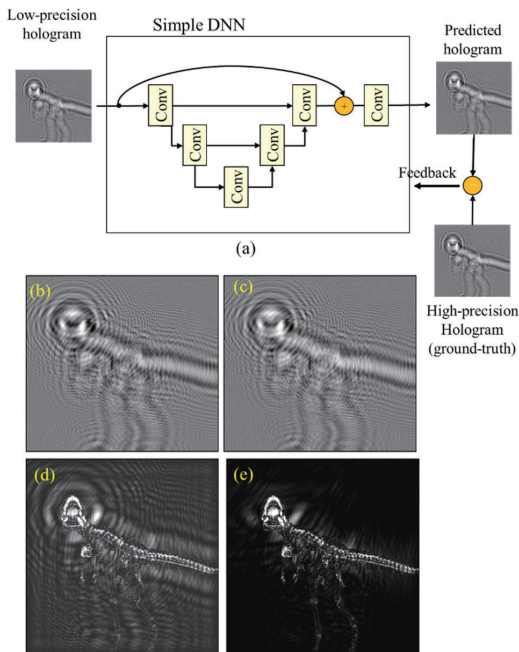 Low-precision
hologram
Simple DNN
Predicted
hologram
Conv
Conv
+
Conv
Conv
Conv
Conv
Feedback
−
(a)
High-precision
Hologram
(ground-truth)
(b)
(c)
(d)
(e)